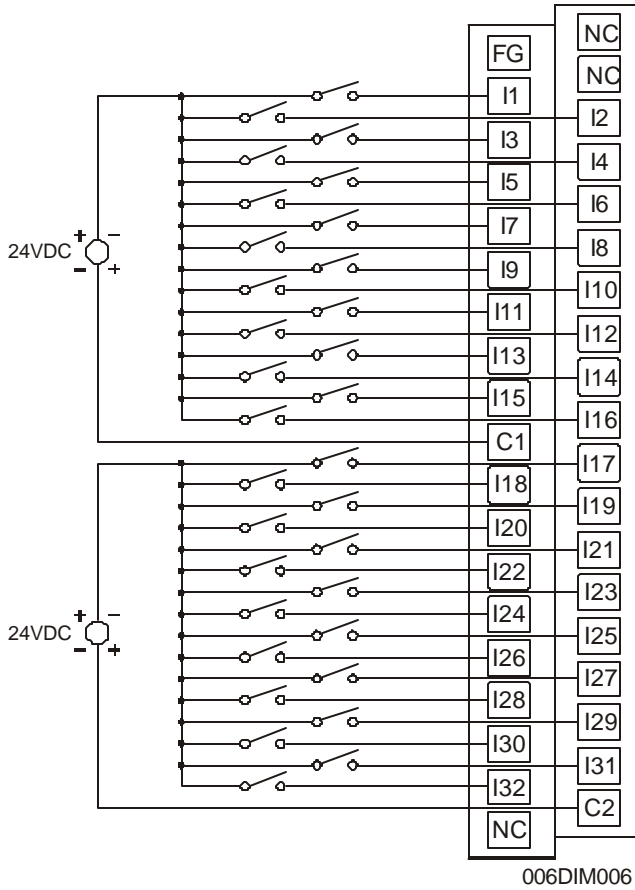 NC
FG
NC
I1
I2
I3
I4
I5
I6
I7
24VDC + −
− +
I8
I9
I10
I11
I12
I13
I14
I15
I16
C1
I17
I18
I19
I20
I21
I22
I23
I24
24VDC + −
− +
I25
I26
I27
I28
I29
I30
I31
I32
C2
NC
006DIM006